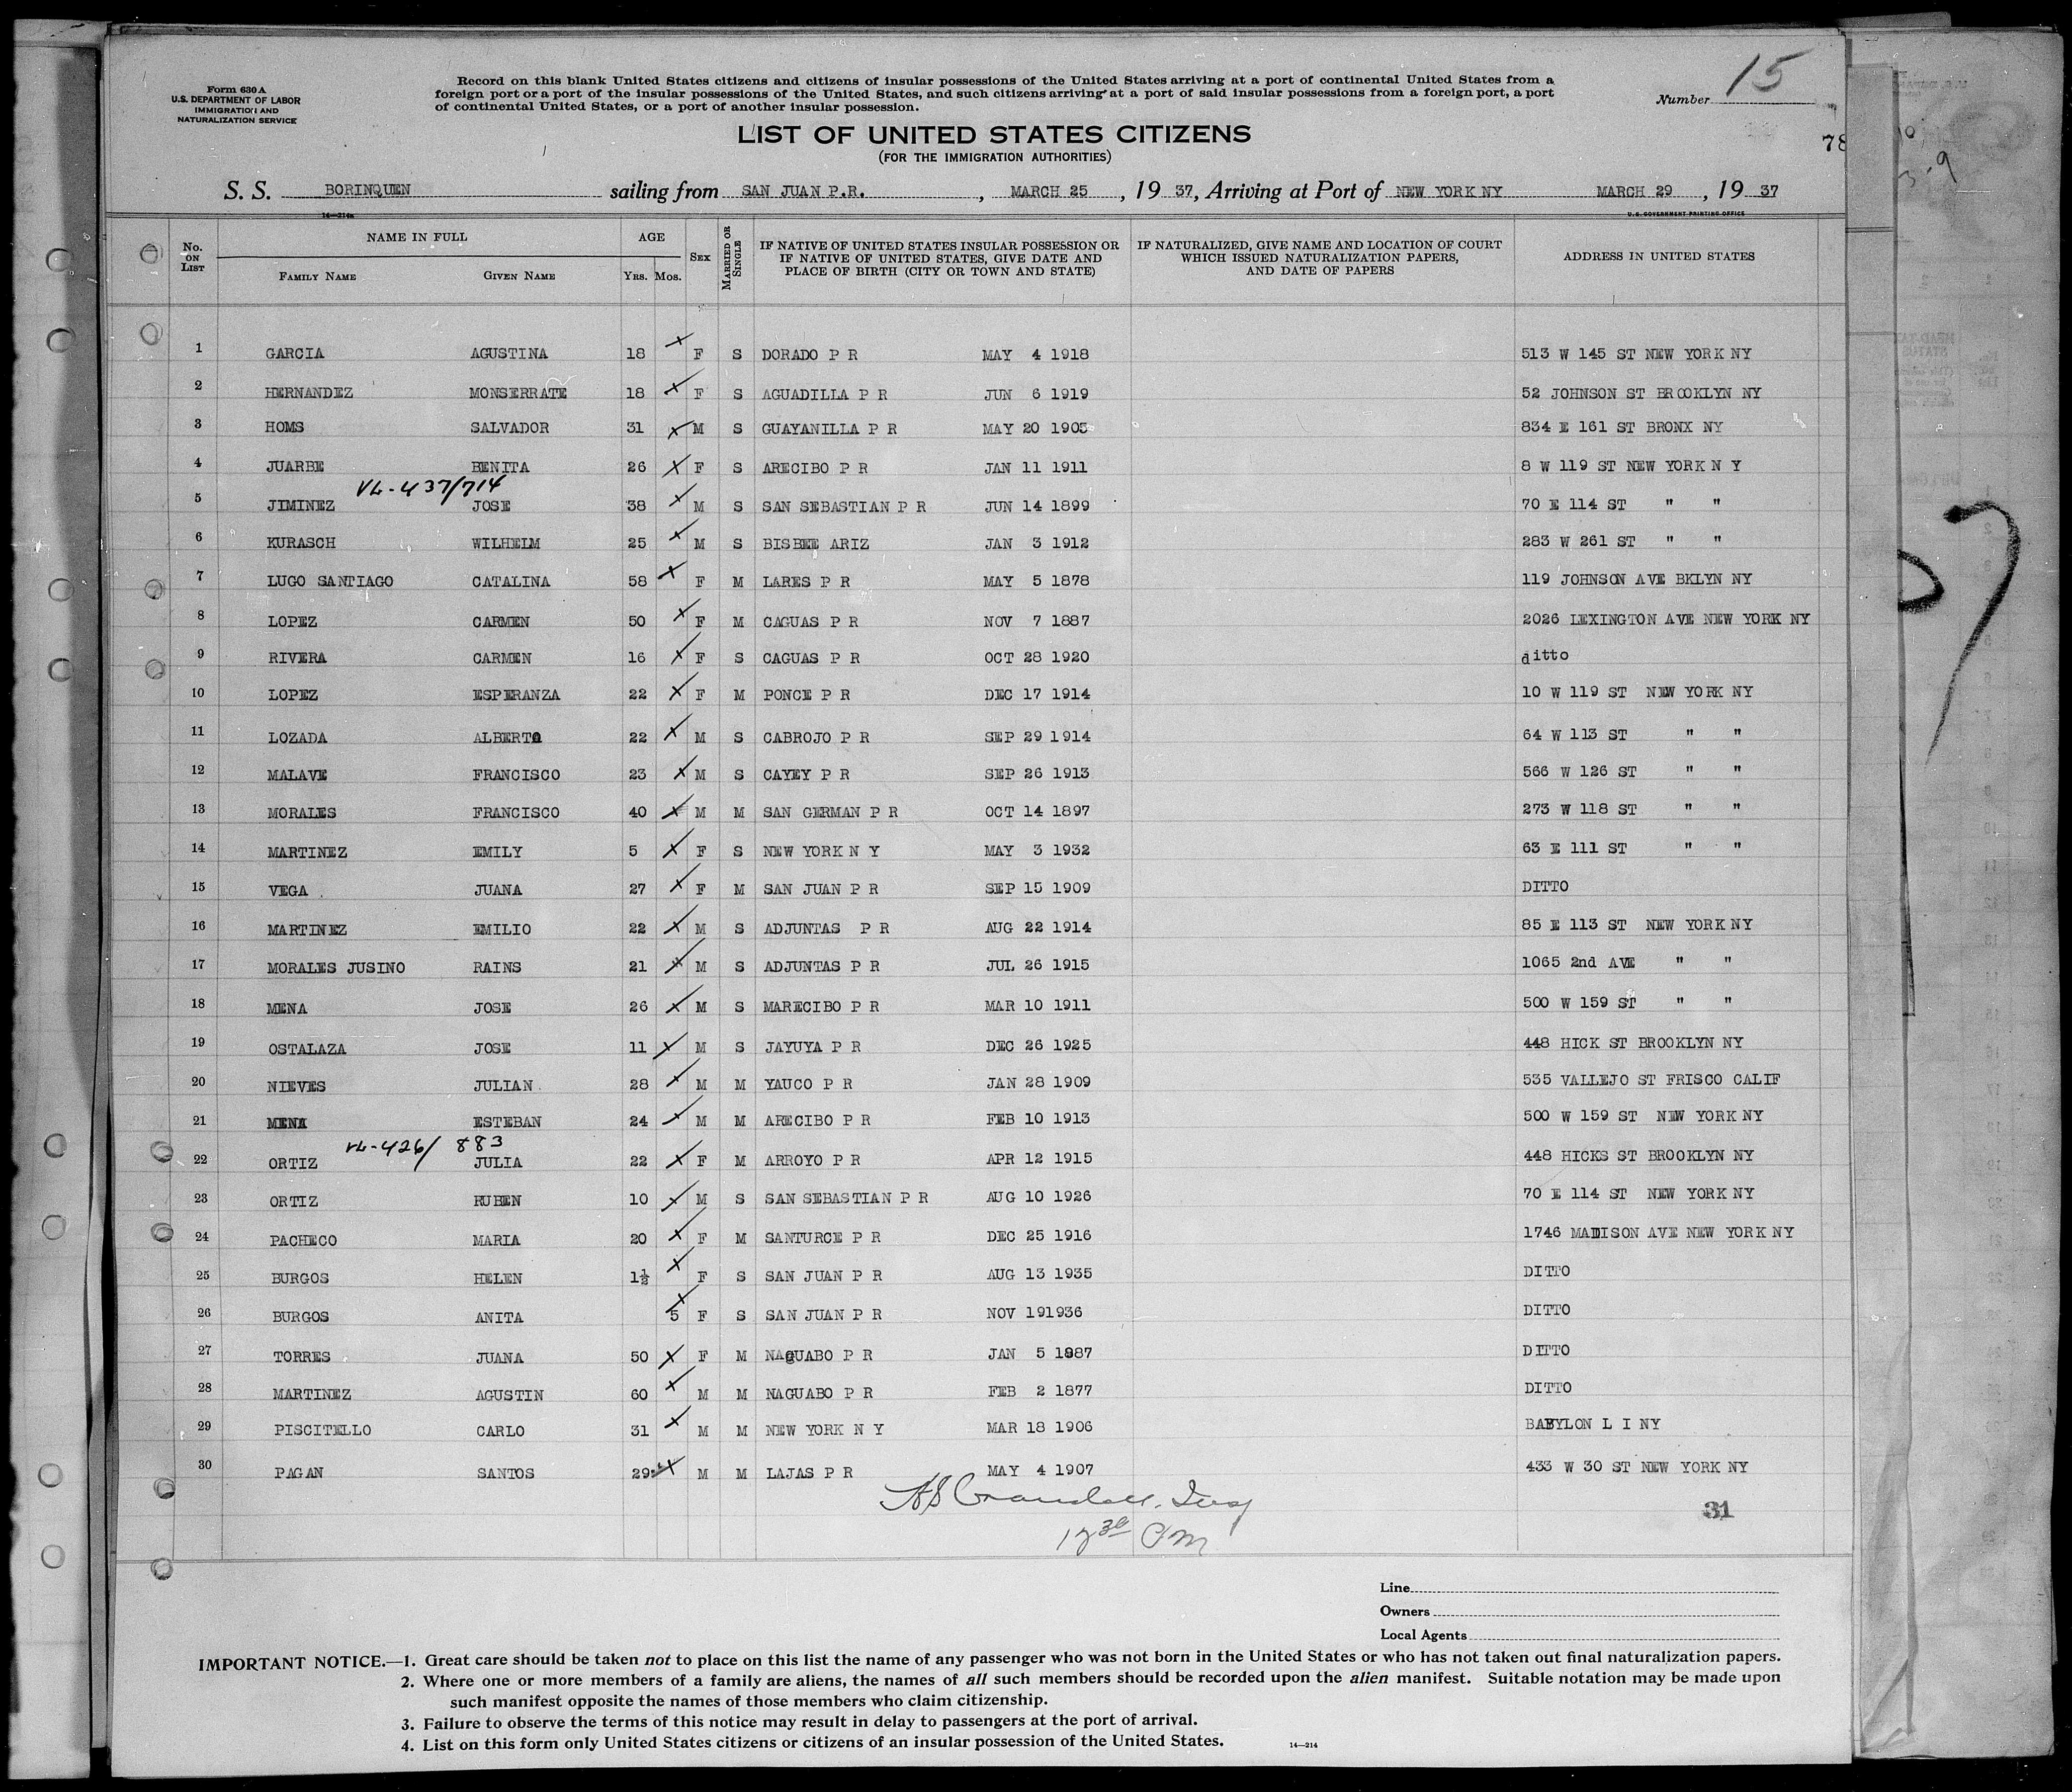 Form 630 A
U.S. DEPARTMENT OF LABOR
IMMIGRATION AND
NATURALIZATION SERVICE
Record on this blank United States citizens and citizens of insular possessions of the United States arriving at a port of continental United States from a
foreign port or a port of the insular possessions of the United States, and such citizens arriving at a port of said insular possessions from a foreign port, a port
of continental United States, or a port of another insular possession.
Number 15
LIST OF UNITED STATES CITIZENS
(FOR THE IMMIGRATION AUTHORITIES)
78
S. S. BORINQUEN sailing from SAN JUAN P.R. , MARCH 25 , 19 37, Arriving at Port of NEW YORK NY MARCH 29 , 19 37
14—214a U.S. GOVERNMENT PRINTING OFFICE
No. ON LIST
NAME IN FULL
FAMILY NAME GIVEN NAME
AGE
YRS. MOS.
SEX
MARRIED OR SINGLE
IF NATIVE OF UNITED STATES INSULAR POSSESSION OR
IF NATIVE OF UNITED STATES, GIVE DATE AND
PLACE OF BIRTH (CITY OR TOWN AND STATE)
IF NATURALIZED, GIVE NAME AND LOCATION OF COURT
WHICH ISSUED NATURALIZATION PAPERS,
AND DATE OF PAPERS
ADDRESS IN UNITED STATES
1 GARCIA AGUSTINA 18 x F S DORADO P R MAY 4 1918 513 W 145 ST NEW YORK NY
2 HERNANDEZ MONSERRATE 18 x F S AGUADILLA P R JUN 6 1919 52 JOHNSON ST BROOKLYN NY
3 HOMS SALVADOR 31 x M S GUAYANILLA P R MAY 20 1905 834 E 161 ST BRONX NY
4 JUARBE BENITA 26 x F S ARECIBO P R JAN 11 1911 8 W 119 ST NEW YORK N Y
VL-437/714
5 JIMINEZ JOSE 38 x M S SAN SEBASTIAN P R JUN 14 1899 70 E 114 ST " "
6 KURASCH WILHELM 25 x M S BISBEE ARIZ JAN 3 1912 283 W 261 ST " "
7 LUGO SANTIAGO CATALINA 58 x F M LARES P R MAY 5 1878 119 JOHNSON AVE BKLYN NY
8 LOPEZ CARMEN 50 x F M CAGUAS P R NOV 7 1887 2026 LEXINGTON AVE NEW YORK NY
9 RIVERA CARMEN 16 x F S CAGUAS P R OCT 28 1920 ditto
10 LOPEZ ESPERANZA 22 x F M PONCE P R DEC 17 1914 10 W 119 ST NEW YORK NY
11 LOZADA ALBERTO 22 x M S CABROJO P R SEP 29 1914 64 W 113 ST " "
12 MALAVE FRANCISCO 23 x M S CAYEY P R SEP 26 1913 566 W 126 ST " "
13 MORALES FRANCISCO 40 x M M SAN GERMAN P R OCT 14 1897 273 W 118 ST " "
14 MARTINEZ EMILY 5 x F S NEW YORK N Y MAY 3 1932 63 E 111 ST " "
15 VEGA JUANA 27 x F M SAN JUAN P R SEP 15 1909 DITTO
16 MARTINEZ EMILIO 22 x M S ADJUNTAS P R AUG 22 1914 85 E 113 ST NEW YORK NY
17 MORALES JUSINO RAINS 21 x M S ADJUNTAS P R JUL 26 1915 1065 2nd AVE " "
18 MENA JOSE 26 x M S MARECIBO P R MAR 10 1911 500 W 159 ST " "
19 OSTALAZA JOSE 11 x M S JAYUYA P R DEC 26 1925 448 HICK ST BROOKLYN NY
20 NIEVES JULIAN 28 x M M YAUCO P R JAN 28 1909 535 VALLEJO ST FRISCO CALIF
21 MENA ESTEBAN 24 x M M ARECIBO P R FEB 10 1913 500 W 159 ST NEW YORK NY
VL-426/ 883
22 ORTIZ JULIA 22 x F M ARROYO P R APR 12 1915 448 HICKS ST BROOKLYN NY
23 ORTIZ RUBEN 10 x M S SAN SEBASTIAN P R AUG 10 1926 70 E 114 ST NEW YORK NY
24 PACHECO MARIA 20 x F M SANTURCE P R DEC 25 1916 1746 MADISON AVE NEW YORK NY
25 BURGOS HELEN 1½ x F S SAN JUAN P R AUG 13 1935 DITTO
26 BURGOS ANITA x 5 F S SAN JUAN P R NOV 191936 DITTO
27 TORRES JUANA 50 x F M NAGUABO P R JAN 5 1887 DITTO
28 MARTINEZ AGUSTIN 60 x M M NAGUABO P R FEB 2 1877 DITTO
29 PISCITELLO CARLO 31 x M M NEW YORK N Y MAR 18 1906 BABYLON L I NY
30 PAGAN SANTOS 29 x M M LAJAS P R MAY 4 1907 433 W 30 ST NEW YORK NY
31
12 30 PM
Line
Owners
Local Agents
IMPORTANT NOTICE.—1. Great care should be taken not to place on this list the name of any passenger who was not born in the United States or who has not taken out final naturalization papers.
2. Where one or more members of a family are aliens, the names of all such members should be recorded upon the alien manifest. Suitable notation may be made upon
such manifest opposite the names of those members who claim citizenship.
3. Failure to observe the terms of this notice may result in delay to passengers at the port of arrival.
4. List on this form only United States citizens or citizens of an insular possession of the United States. 14—214